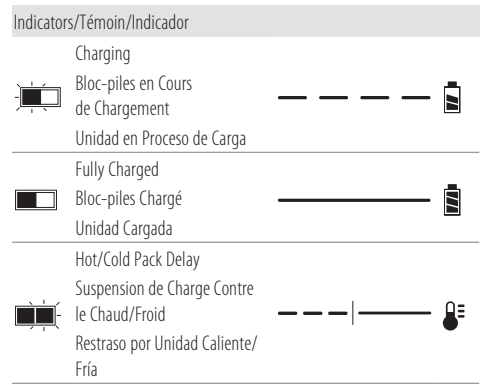 Indicators/Témoin/Indicador
Charging
Bloc-piles en Cours
de Chargement
Unidad en Proceso de Carga
Fully Charged
Bloc-piles Chargé
Unidad Cargada
Hot/Cold Pack Delay
Suspension de Charge Contre
le Chaud/Froid
Restraso por Unidad Caliente/
Fría